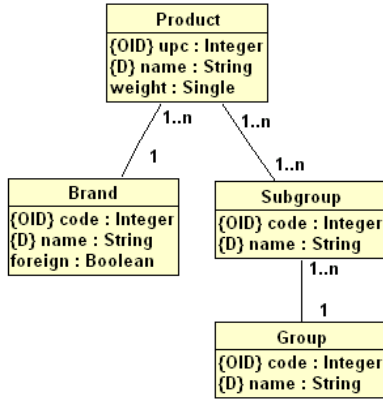 Product
{OID} upc : Integer
{D} name : String
weight : Single
1..n
1..n
1
1..n
Brand
{OID} code : Integer
{D} name : String
foreign : Boolean
Subgroup
{OID} code : Integer
{D} name : String
1..n
1
Group
{OID} code : Integer
{D} name : String